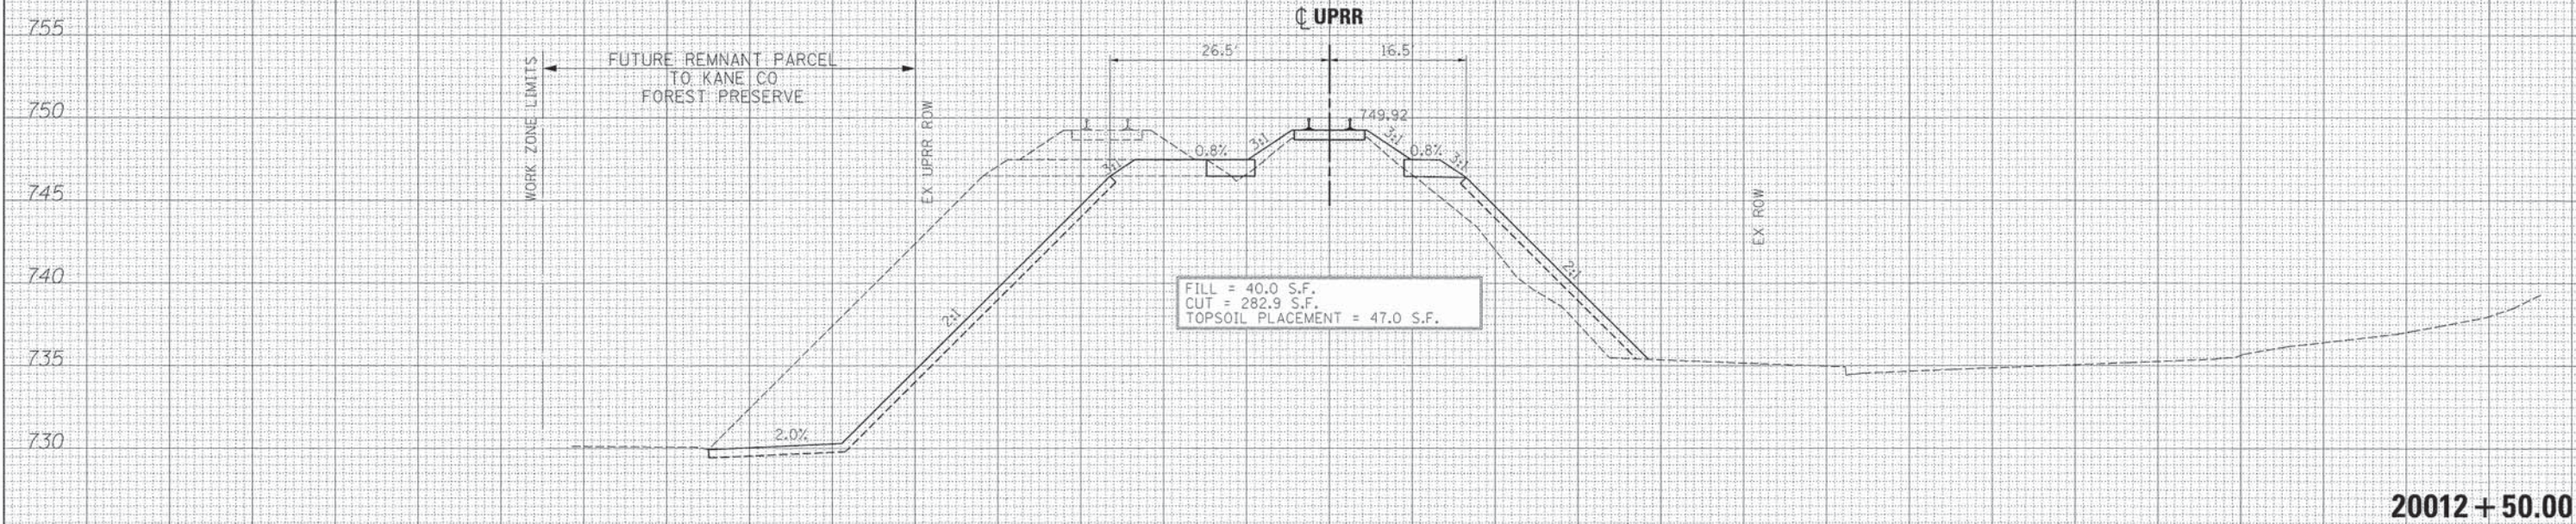 ℄ UPRR
755
750
745
740
735
730
WORK ZONE LIMITS
FUTURE REMNANT PARCEL
TO KANE CO
FOREST PRESERVE
EX UPRR ROW
26.5'
16.5'
749.92
3:1
0.8%
3:1
3:1
0.8%
3:1
2:1
2:1
2.0%
EX ROW
FILL = 40.0 S.F.
CUT = 282.9 S.F.
TOPSOIL PLACEMENT = 47.0 S.F.
20012 + 50.00